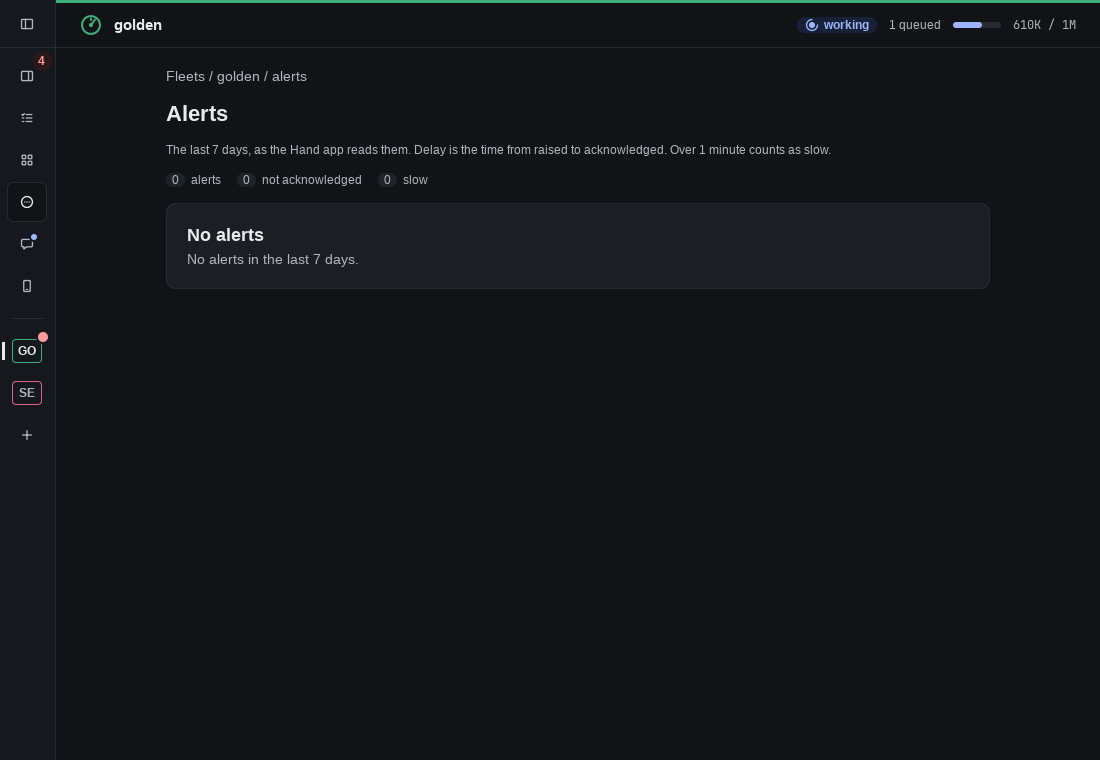 golden
working
1 queued
610K / 1M
4
Fleets / golden / alerts
Alerts
The last 7 days, as the Hand app reads them. Delay is the time from raised to acknowledged. Over 1 minute counts as slow.
0 alerts 0 not acknowledged 0 slow
No alerts
No alerts in the last 7 days.
GO
SE